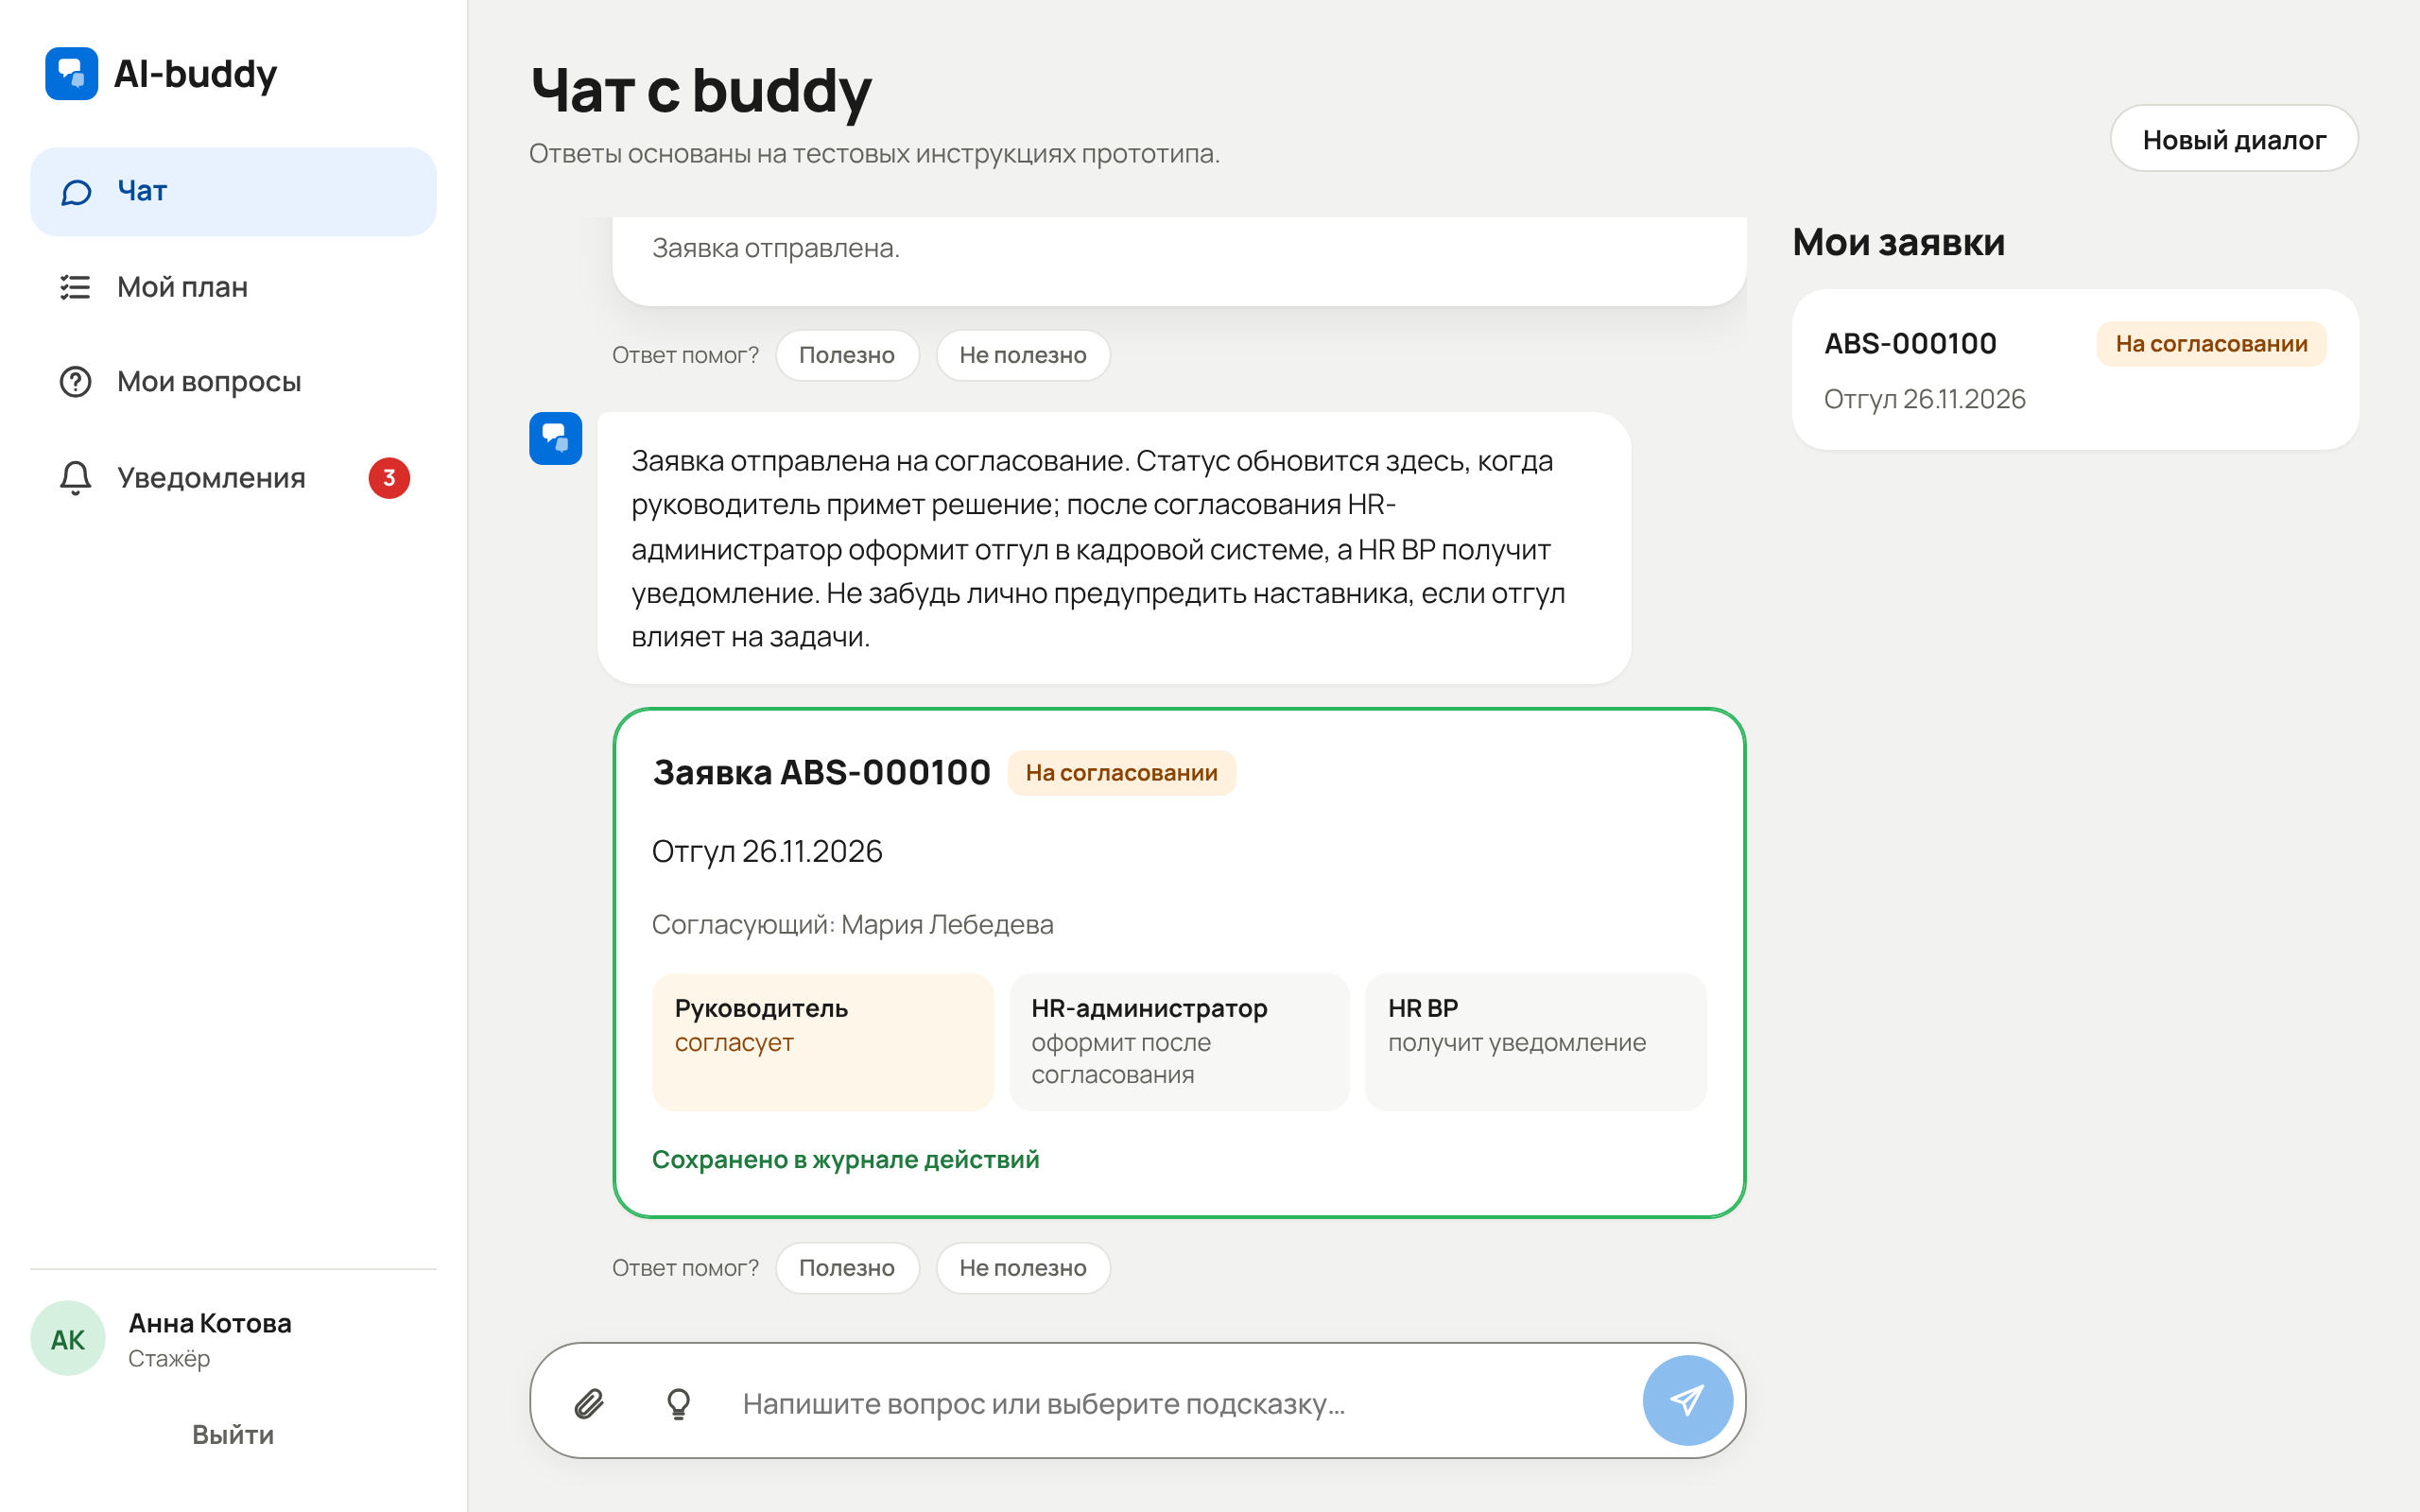 AI-buddy
Чат
Мой план
Мои вопросы
Уведомления
3
Анна Котова
АК
Стажёр
Выйти
Чат с buddy
Ответы основаны на тестовых инструкциях прототипа.
Новый диалог
Заявка отправлена.
Ответ помог?
Полезно
Не полезно
Заявка отправлена на согласование. Статус обновится здесь, когда
руководитель примет решение; после согласования HR-
администратор оформит отгул в кадровой системе, а HR BP получит
уведомление. Не забудь лично предупредить наставника, если отгул
влияет на задачи.
Заявка ABS-000100
На согласовании
Отгул 26.11.2026
Согласующий: Мария Лебедева
Руководитель
согласует
HR-администратор
оформит после
согласования
HR BP
получит уведомление
Сохранено в журнале действий
Ответ помог?
Полезно
Не полезно
Напишите вопрос или выберите подсказку...
Мои заявки
ABS-000100
На согласовании
Отгул 26.11.2026